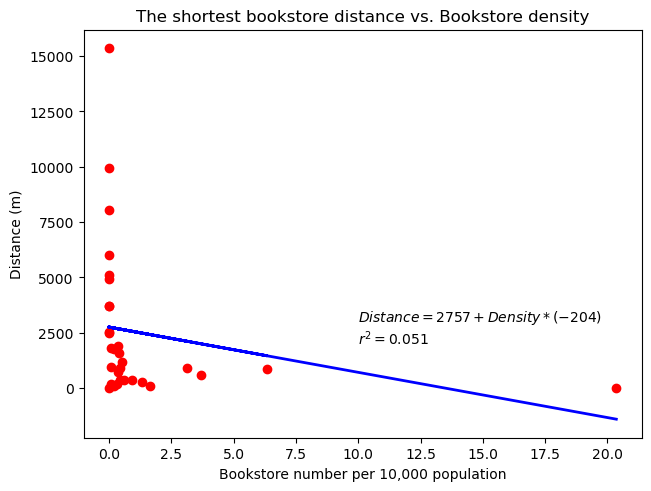 The shortest bookstore distance vs. Bookstore density
15000
12500
10000
7500
5000
2500
0
Distance (m)
Distance = 2757 + Density * (−204)
r² = 0.051
0.0 2.5 5.0 7.5 10.0 12.5 15.0 17.5 20.0
Bookstore number per 10,000 population